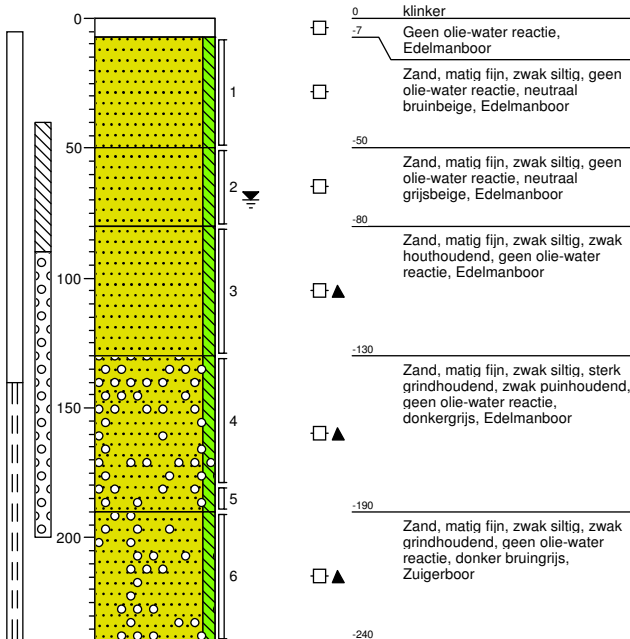 0
50
100
150
200
1
2
3
4
5
6
0
klinker
-7
Geen olie-water reactie,
Edelmanboor
Zand, matig fijn, zwak siltig, geen
olie-water reactie, neutraal
bruinbeige, Edelmanboor
-50
Zand, matig fijn, zwak siltig, geen
olie-water reactie, neutraal
grijsbeige, Edelmanboor
-80
Zand, matig fijn, zwak siltig, zwak
houthoudend, geen olie-water
reactie, Edelmanboor
-130
Zand, matig fijn, zwak siltig, sterk
grindhoudend, zwak puinhoudend,
geen olie-water reactie,
donkergrijs, Edelmanboor
-190
Zand, matig fijn, zwak siltig, zwak
grindhoudend, geen olie-water
reactie, donker bruingrijs,
Zuigerboor
-240